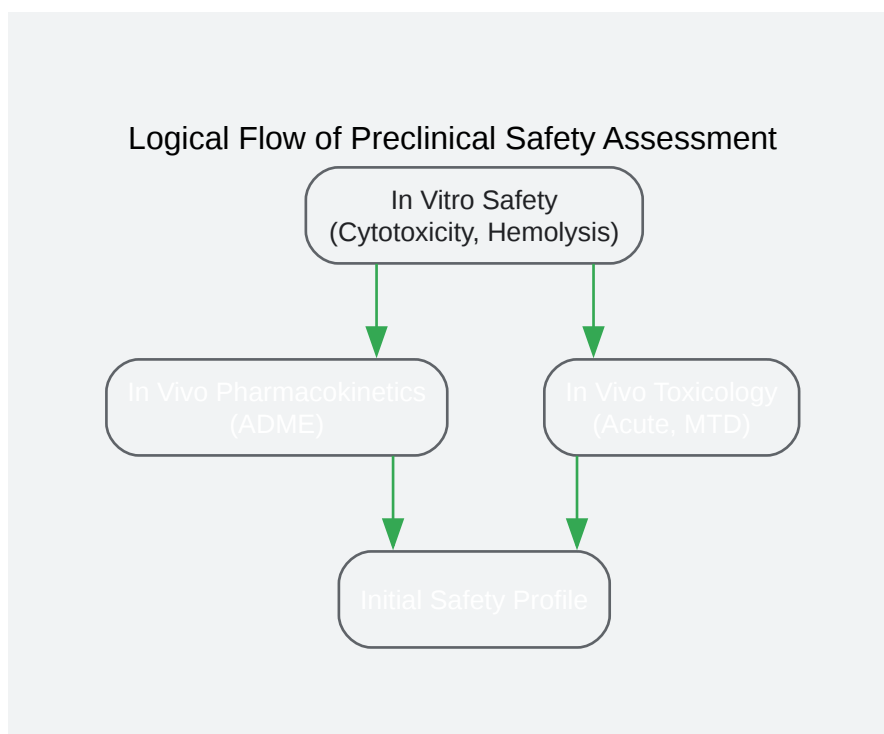 Logical Flow of Preclinical Safety Assessment
In Vitro Safety
(Cytotoxicity, Hemolysis)
In Vivo Pharmacokinetics
(ADME)
In Vivo Toxicology
(Acute, MTD)
Initial Safety Profile